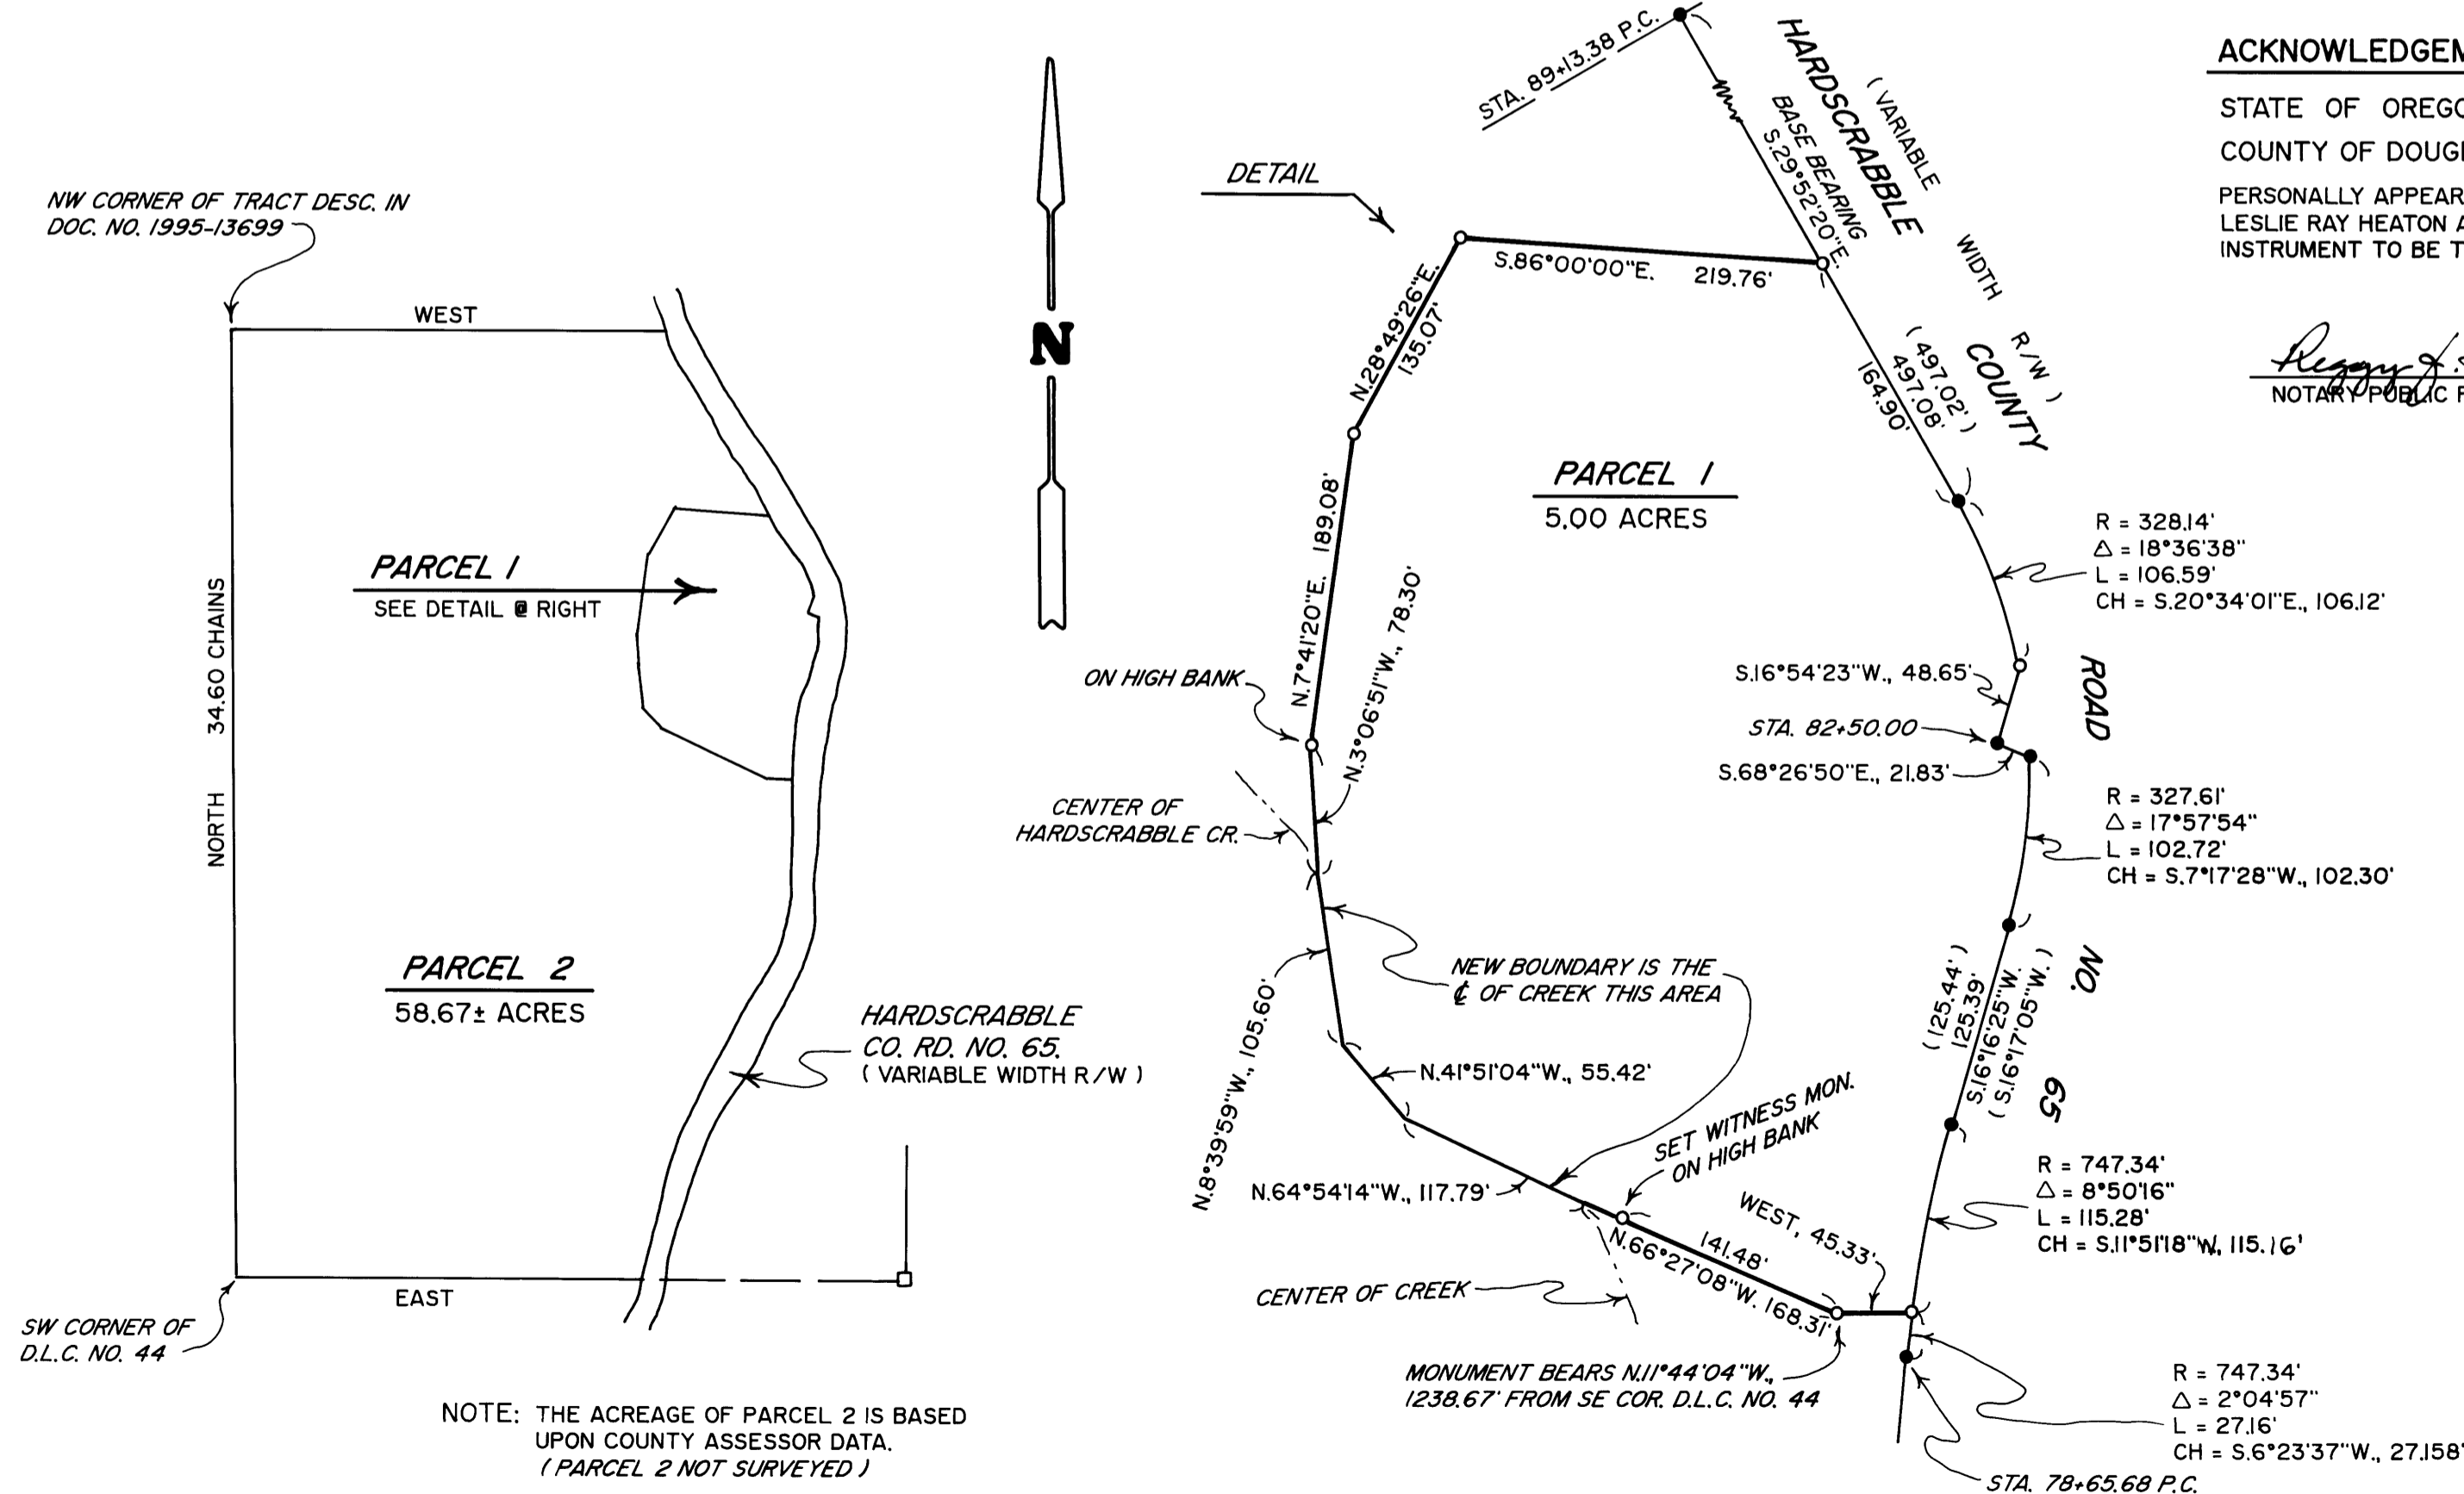 NW CORNER OF TRACT DESC. IN
DOC. NO. 1995-13699
WEST
NORTH 34.60 CHAINS
PARCEL 1
SEE DETAIL @ RIGHT
PARCEL 2
58.67± ACRES
HARDSCRABBLE
CO. RD. NO. 65.
( VARIABLE WIDTH R/W )
EAST
SW CORNER OF
D.L.C. NO. 44
NOTE: THE ACREAGE OF PARCEL 2 IS BASED
UPON COUNTY ASSESSOR DATA.
( PARCEL 2 NOT SURVEYED )
N
DETAIL
STA. 89+13.38 P.C.
HARDSCRABBLE COUNTY ROAD NO. 65
( VARIABLE WIDTH R/W )
BASE BEARING
S.29°52'20"E.
S.86°00'00"E. 219.76'
N.28°49'26"E.
135.07'
( 497.02' )
497.08'
164.90'
PARCEL 1
5.00 ACRES
N.7°41'20"E. 189.08'
R = 328.14'
△ = 18°36'38"
L = 106.59'
CH = S.20°34'01"E., 106.12'
ON HIGH BANK
N.3°06'51"W., 78.30'
S.16°54'23"W., 48.65'
STA. 82+50.00
S.68°26'50"E., 21.83'
CENTER OF
HARDSCRABBLE CR.
R = 327.61'
△ = 17°57'54"
L = 102.72'
CH = S.7°17'28"W., 102.30'
NEW BOUNDARY IS THE
℄ OF CREEK THIS AREA
N.8°39'59"W., 105.60'
( 125.44' )
125.39'
S.16°16'25"W.
( S.16°17'05"W. )
N.41°51'04"W., 55.42'
SET WITNESS MON.
ON HIGH BANK
N.64°54'14"W., 117.79'
R = 747.34'
△ = 8°50'16"
L = 115.28'
CH = S.11°51'18"W, 115.16'
WEST, 45.33'
141.48'
N.66°27'08"W. 168.31'
CENTER OF CREEK
MONUMENT BEARS N.11°44'04"W.,
1238.67' FROM SE COR. D.L.C. NO. 44
R = 747.34'
△ = 2°04'57"
L = 27.16'
CH = S.6°23'37"W., 27.158'
STA. 78+65.68 P.C.
ACKNOWLEDGEM
STATE OF OREGO
COUNTY OF DOUG
PERSONALLY APPEAR
LESLIE RAY HEATON A
INSTRUMENT TO BE T
Peggy J.
NOTARY PUBLIC F